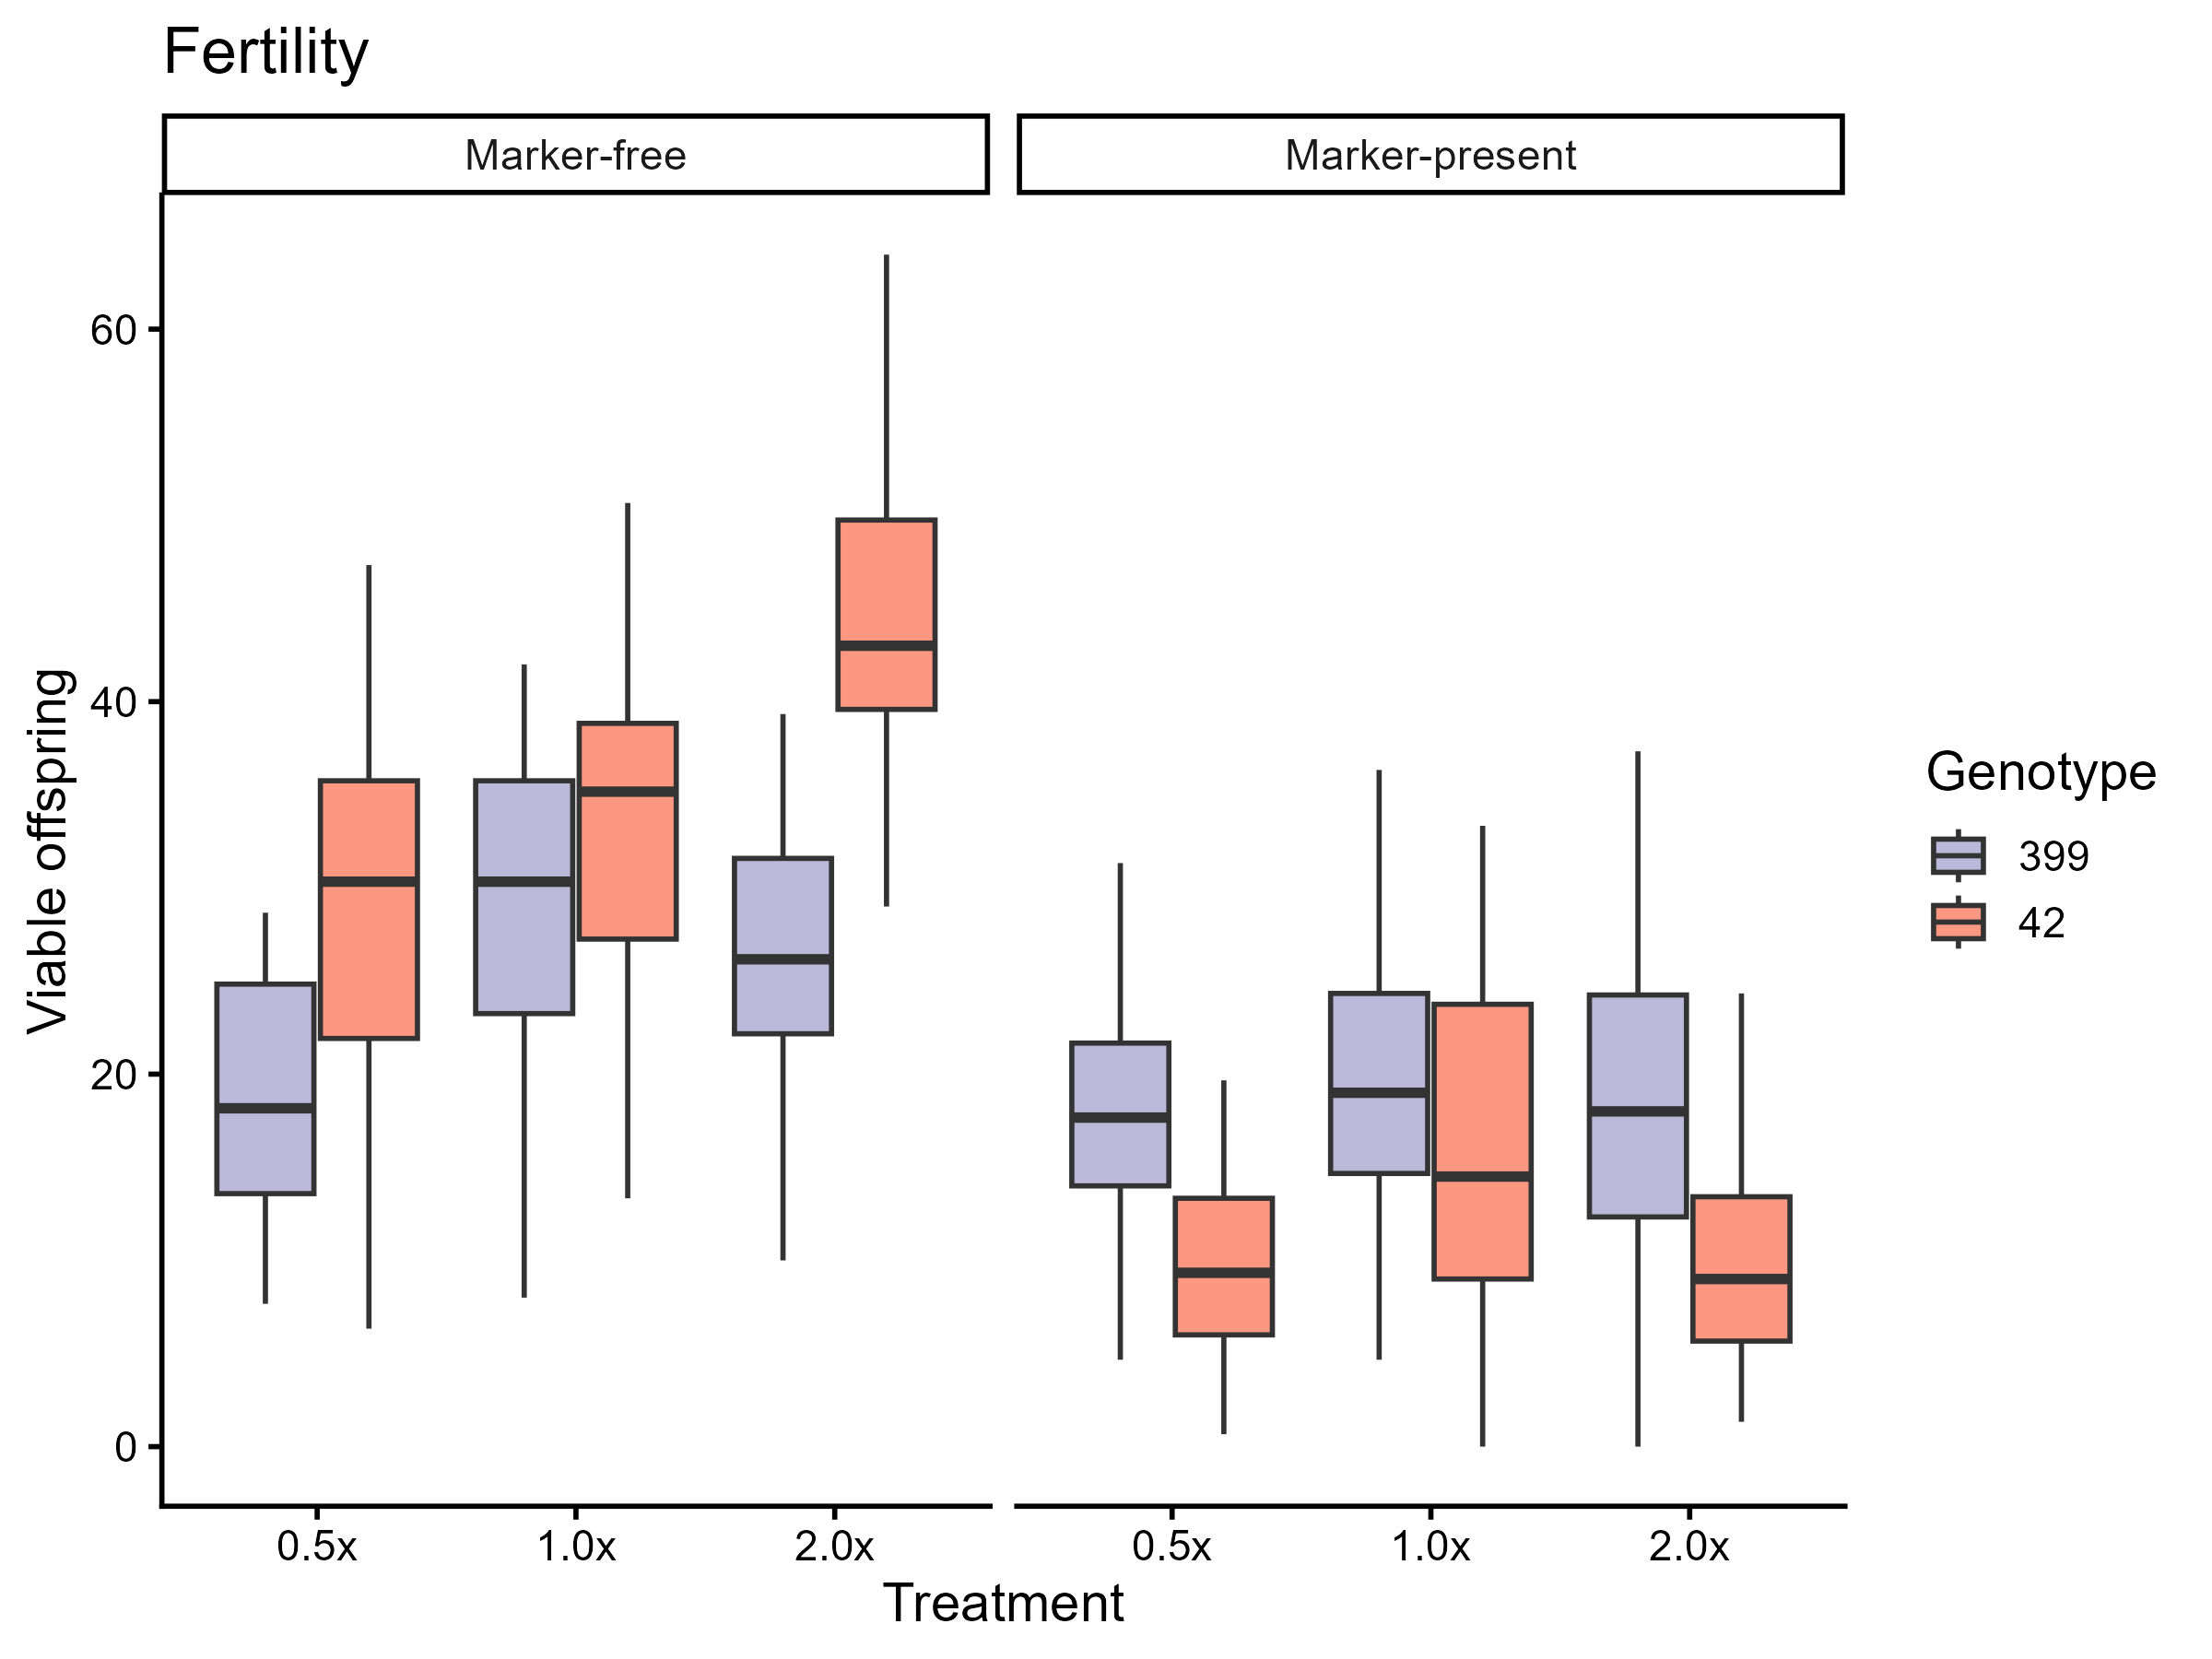 Fertility
Marker-free
Marker-present
60
40
20
0
Viable offspring
0.5x
1.0x
2.0x
0.5x
1.0x
2.0x
Treatment
Genotype
399
42